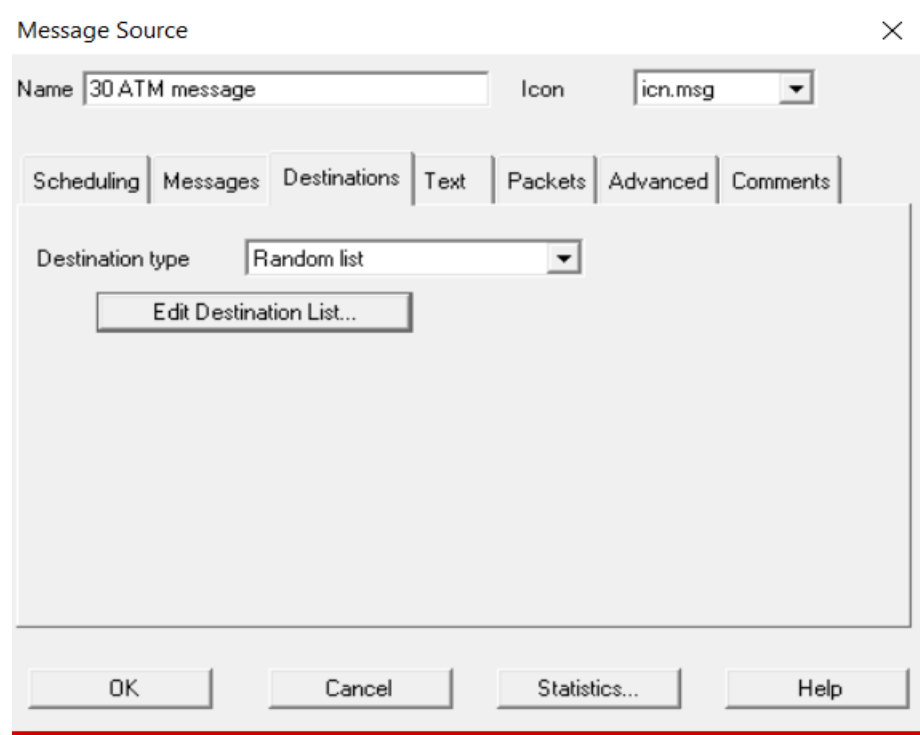 Message Source
Name 30 ATM message Icon icn.msg
Scheduling Messages Destinations Text Packets Advanced Comments
Destination type Random list
Edit Destination List...
OK Cancel Statistics... Help